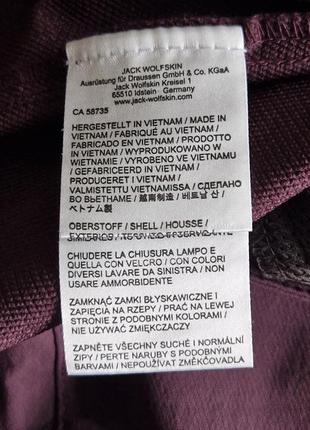 JACK WOLFSKIN
Ausrüstung für Draussen GmbH & Co. KGaA
Jack Wolfskin Kreisel 1
65510 Idstein Germany
www.jack-wolfskin.com
CA 58735
HERGESTELLT IN VIETNAM / MADE IN
VIETNAM / FABRIQUÉ AU VIETNAM /
FABRICADO EN VIETNAM / PRODOTTO
IN VIETNAM / WYPRODUKOWANO W
WIETNAMIE / VYROBENO VE VIETNAMU
/ GEFABRICEERD IN VIETNAM /
PRODUCERET I VIETNAM /
VALMISTETTU VIETNAMISSA / СДЕЛАНО
ВО ВЬЕТНАМЕ / 越南制造 / 베트남 산 /
ベトナム製
OBERSTOFF / SHELL / HOUSSE /
CHIUDERE LA CHIUSURA LAMPO E
QUELLA CON VELCRO / CON COLORI
DIVERSI LAVARE DA SINISTRA / NON
USARE AMMORBIDENTE
ZAMKNĄĆ ZAMKI BŁYSKAWICZNE I
ZAPIĘCIA NA RZEPY / PRAĆ NA LEWEJ
STRONIE Z PODOBNYMI KOLORAMI /
NIE UŻYWAĆ ZMIĘKCZACZY
ZAPNĚTE VŠECHNY SUCHÉ I NORMÁLNÍ
ZIPY / PERTE NARUBY S PODOBNÝMI
BARVAMI / NEPOUŽÍVAT ZMĚKČOVADLA